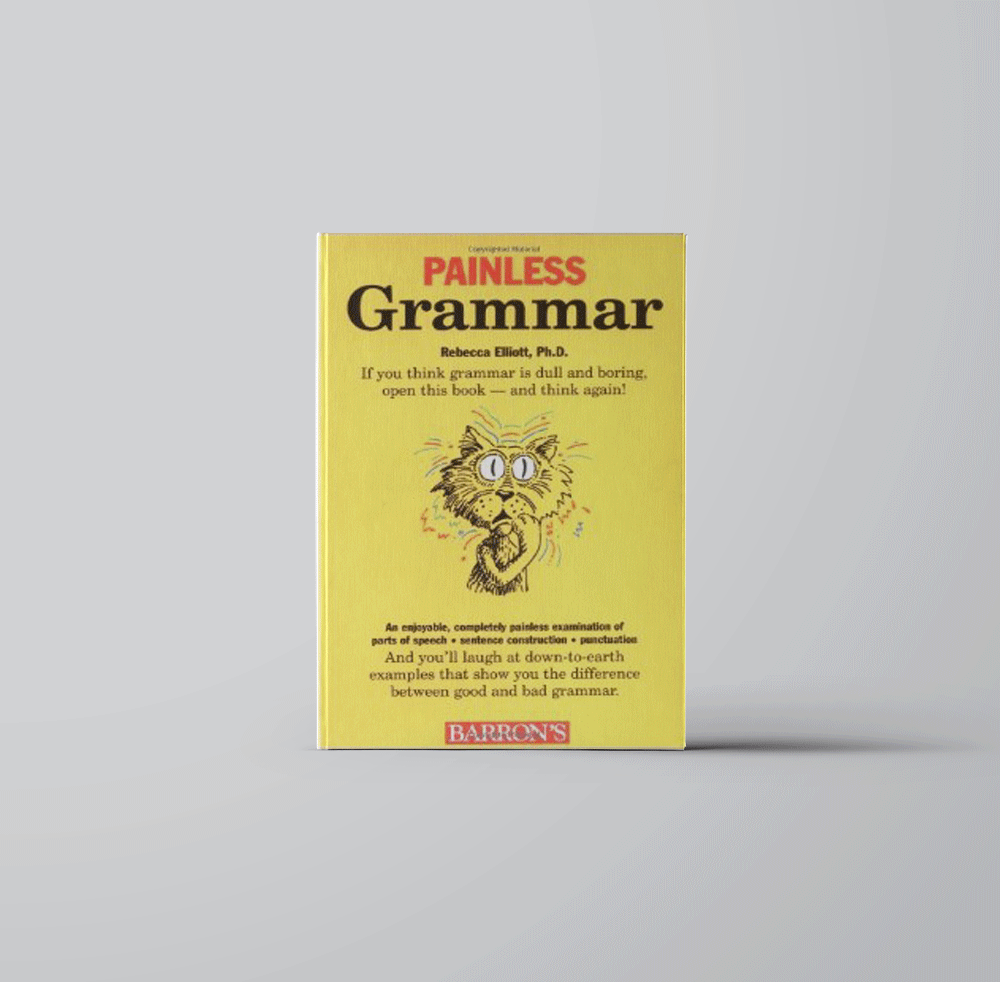 Copyrighted Material
PAINLESS
Grammar
Rebecca Elliott, Ph.D.
If you think grammar is dull and boring,
open this book — and think again!
An enjoyable, completely painless examination of
parts of speech • sentence construction • punctuation
And you'll laugh at down-to-earth
examples that show you the difference
between good and bad grammar.
BARRON'S